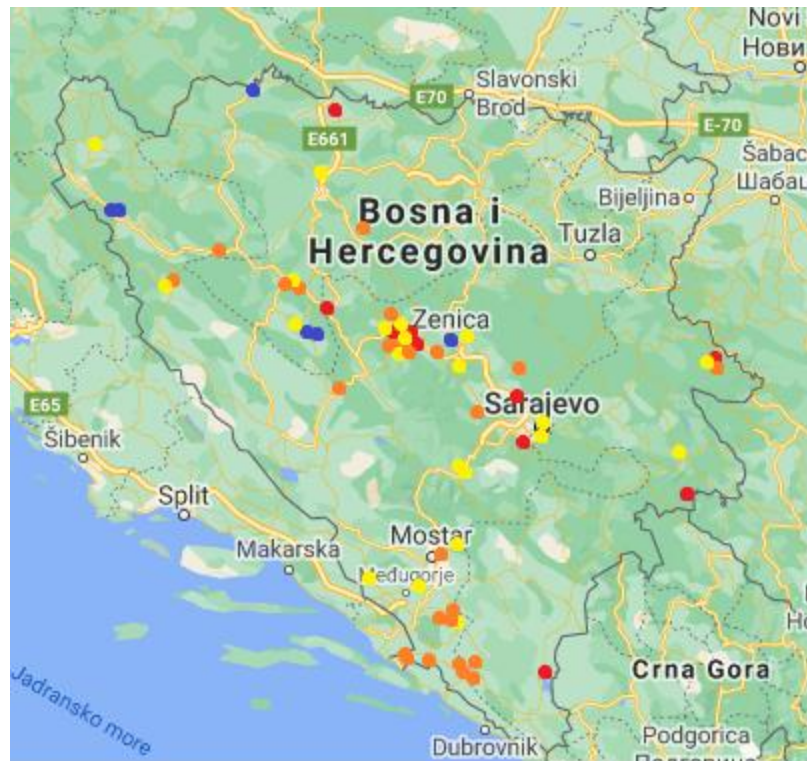 Novi
Нови
Slavonski
Brod
E70
E-70
E661
Šabac
Шабац
Bosna i
Hercegovina
Bijeljina
Tuzla
Zenica
Sarajevo
E65
Šibenik
Split
Makarska
Mostar
Međugorje
Crna Gora
Jadransko more
Dubrovnik
Podgorica